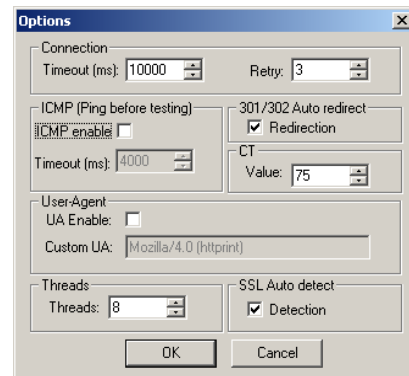 Options
Connection
Timeout (ms): 10000 Retry: 3
ICMP (Ping before testing)
ICMP enable
Timeout (ms): 4000
301/302 Auto redirect
Redirection
CT
Value: 75
User-Agent
UA Enable:
Custom UA: Mozilla/4.0 (httprint)
Threads
Threads: 8
SSL Auto detect
Detection
OK Cancel